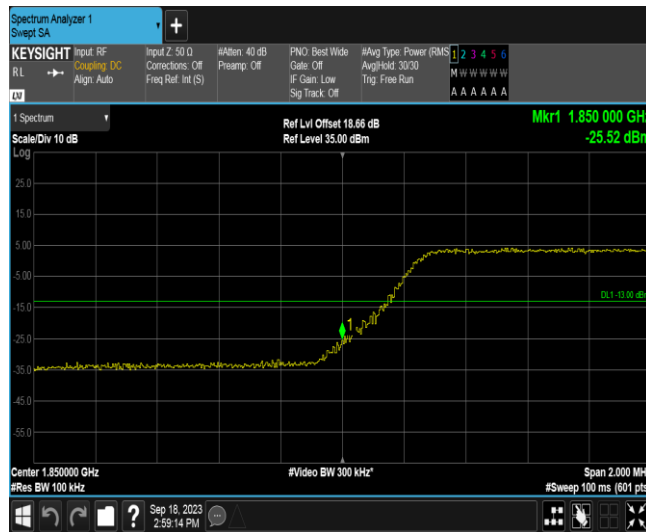 Spectrum Analyzer 1
Swept SA
KEYSIGHT
RL
LXI
Input: RF
Coupling: DC
Align: Auto
Input Z: 50 Ω
Corrections: Off
Freq Ref: Int (S)
#Atten: 40 dB
Preamp: Off
PNO: Best Wide
Gate: Off
IF Gain: Low
Sig Track: Off
#Avg Type: Power (RMS
Avg|Hold: 30/30
Trig: Free Run
1 2 3 4 5 6
M W W W W W
A A A A A A
1 Spectrum
Scale/Div 10 dB
Log
Ref Lvl Offset 18.66 dB
Ref Level 35.00 dBm
Mkr1 1.850 000 GHz
-25.52 dBm
25.0
15.0
5.00
-5.00
-15.0
-25.0
-35.0
-45.0
-55.0
DL1 -13.00 dBm
1
Center 1.850000 GHz
#Res BW 100 kHz
#Video BW 300 kHz*
Span 2.000 MHz
#Sweep 100 ms (601 pts)
?
Sep 18, 2023
2:59:14 PM